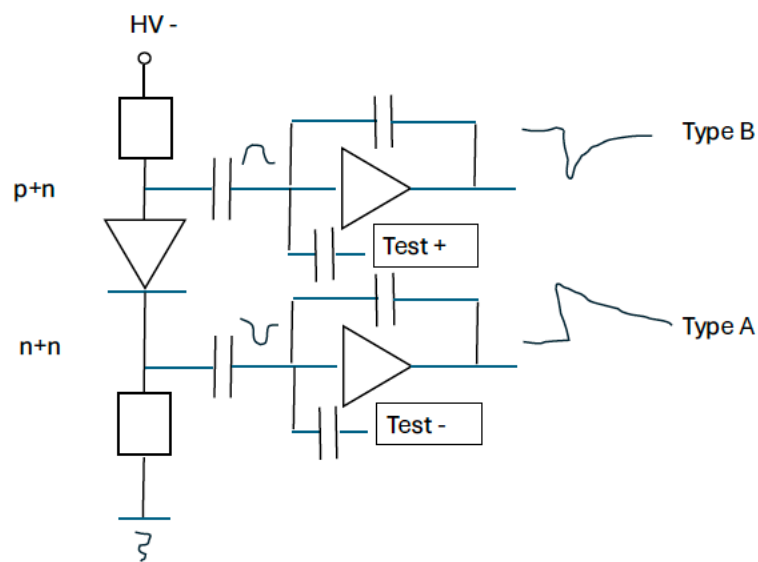 HV -
Type B
p+n
Test +
Type A
n+n
Test -